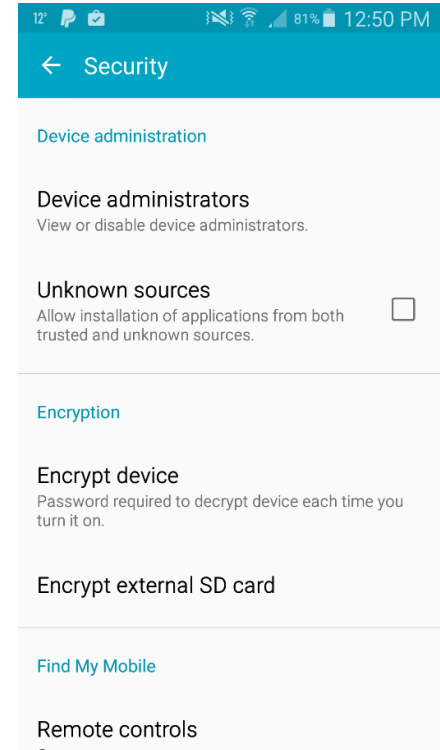 12° 81% 12:50 PM
Security
Device administration
Device administrators
View or disable device administrators.
Unknown sources
Allow installation of applications from both
trusted and unknown sources.
Encryption
Encrypt device
Password required to decrypt device each time you
turn it on.
Encrypt external SD card
Find My Mobile
Remote controls